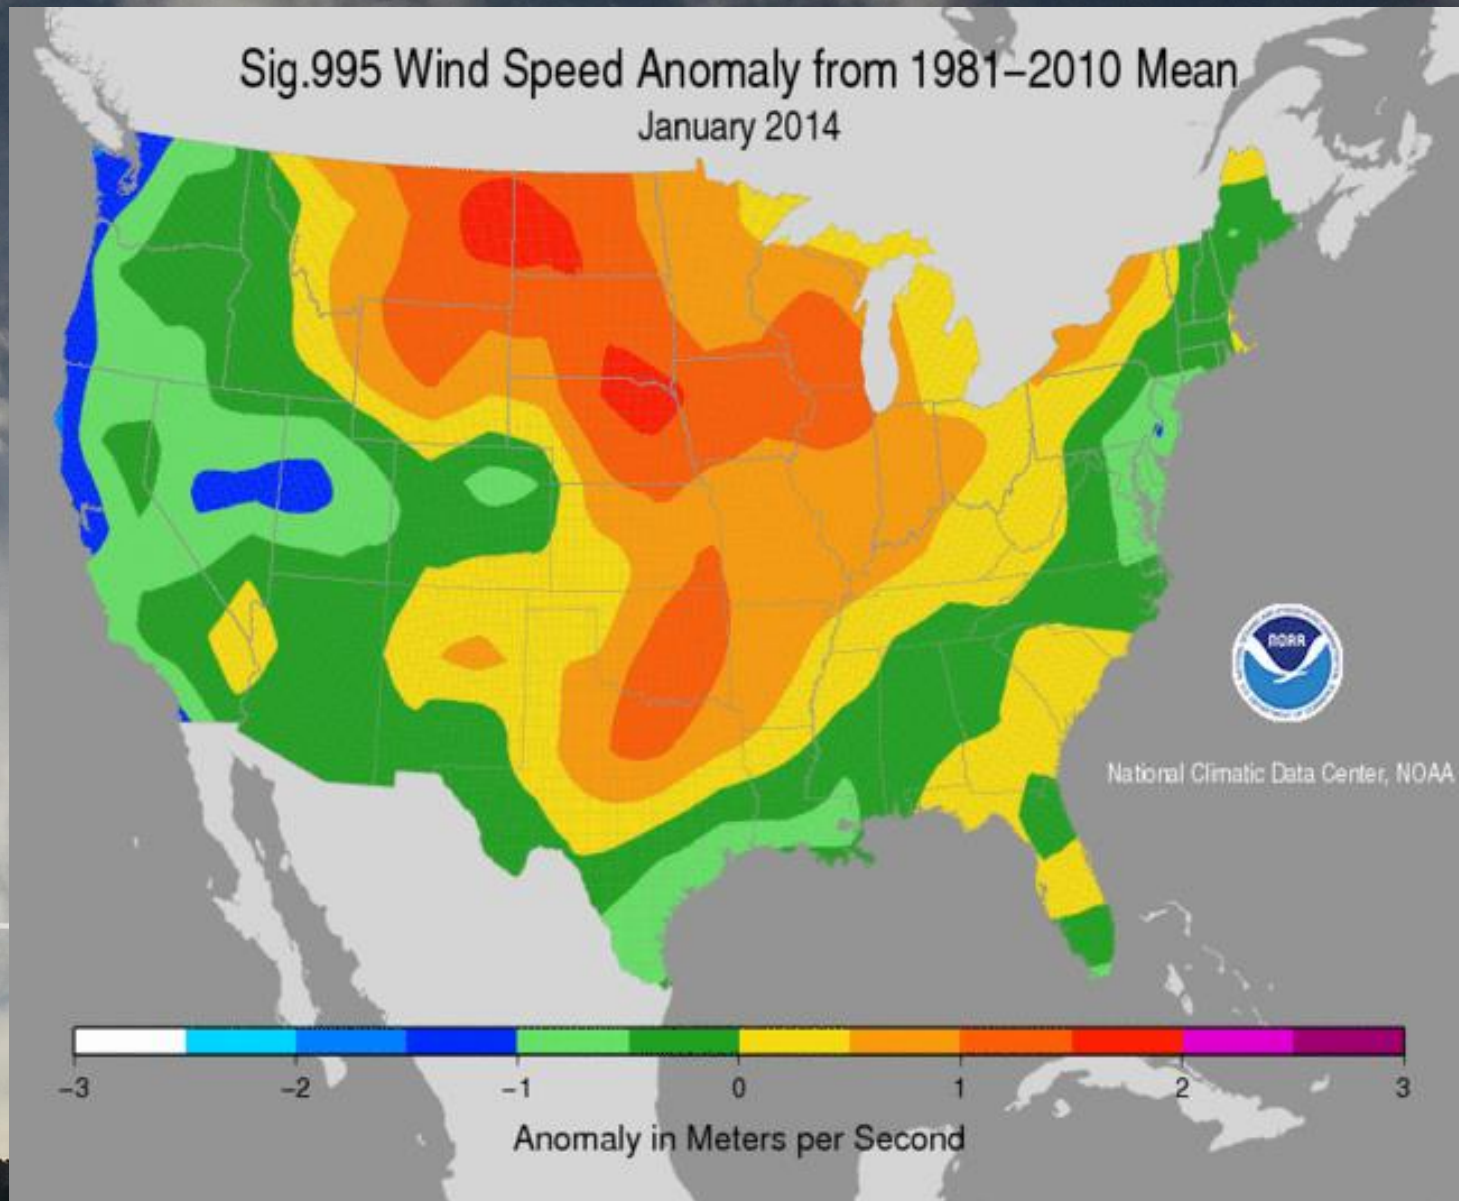 Sig.995 Wind Speed Anomaly from 1981–2010 Mean
January 2014
NOAA
National Climatic Data Center, NOAA
−3 −2 −1 0 1 2 3
Anomaly in Meters per Second